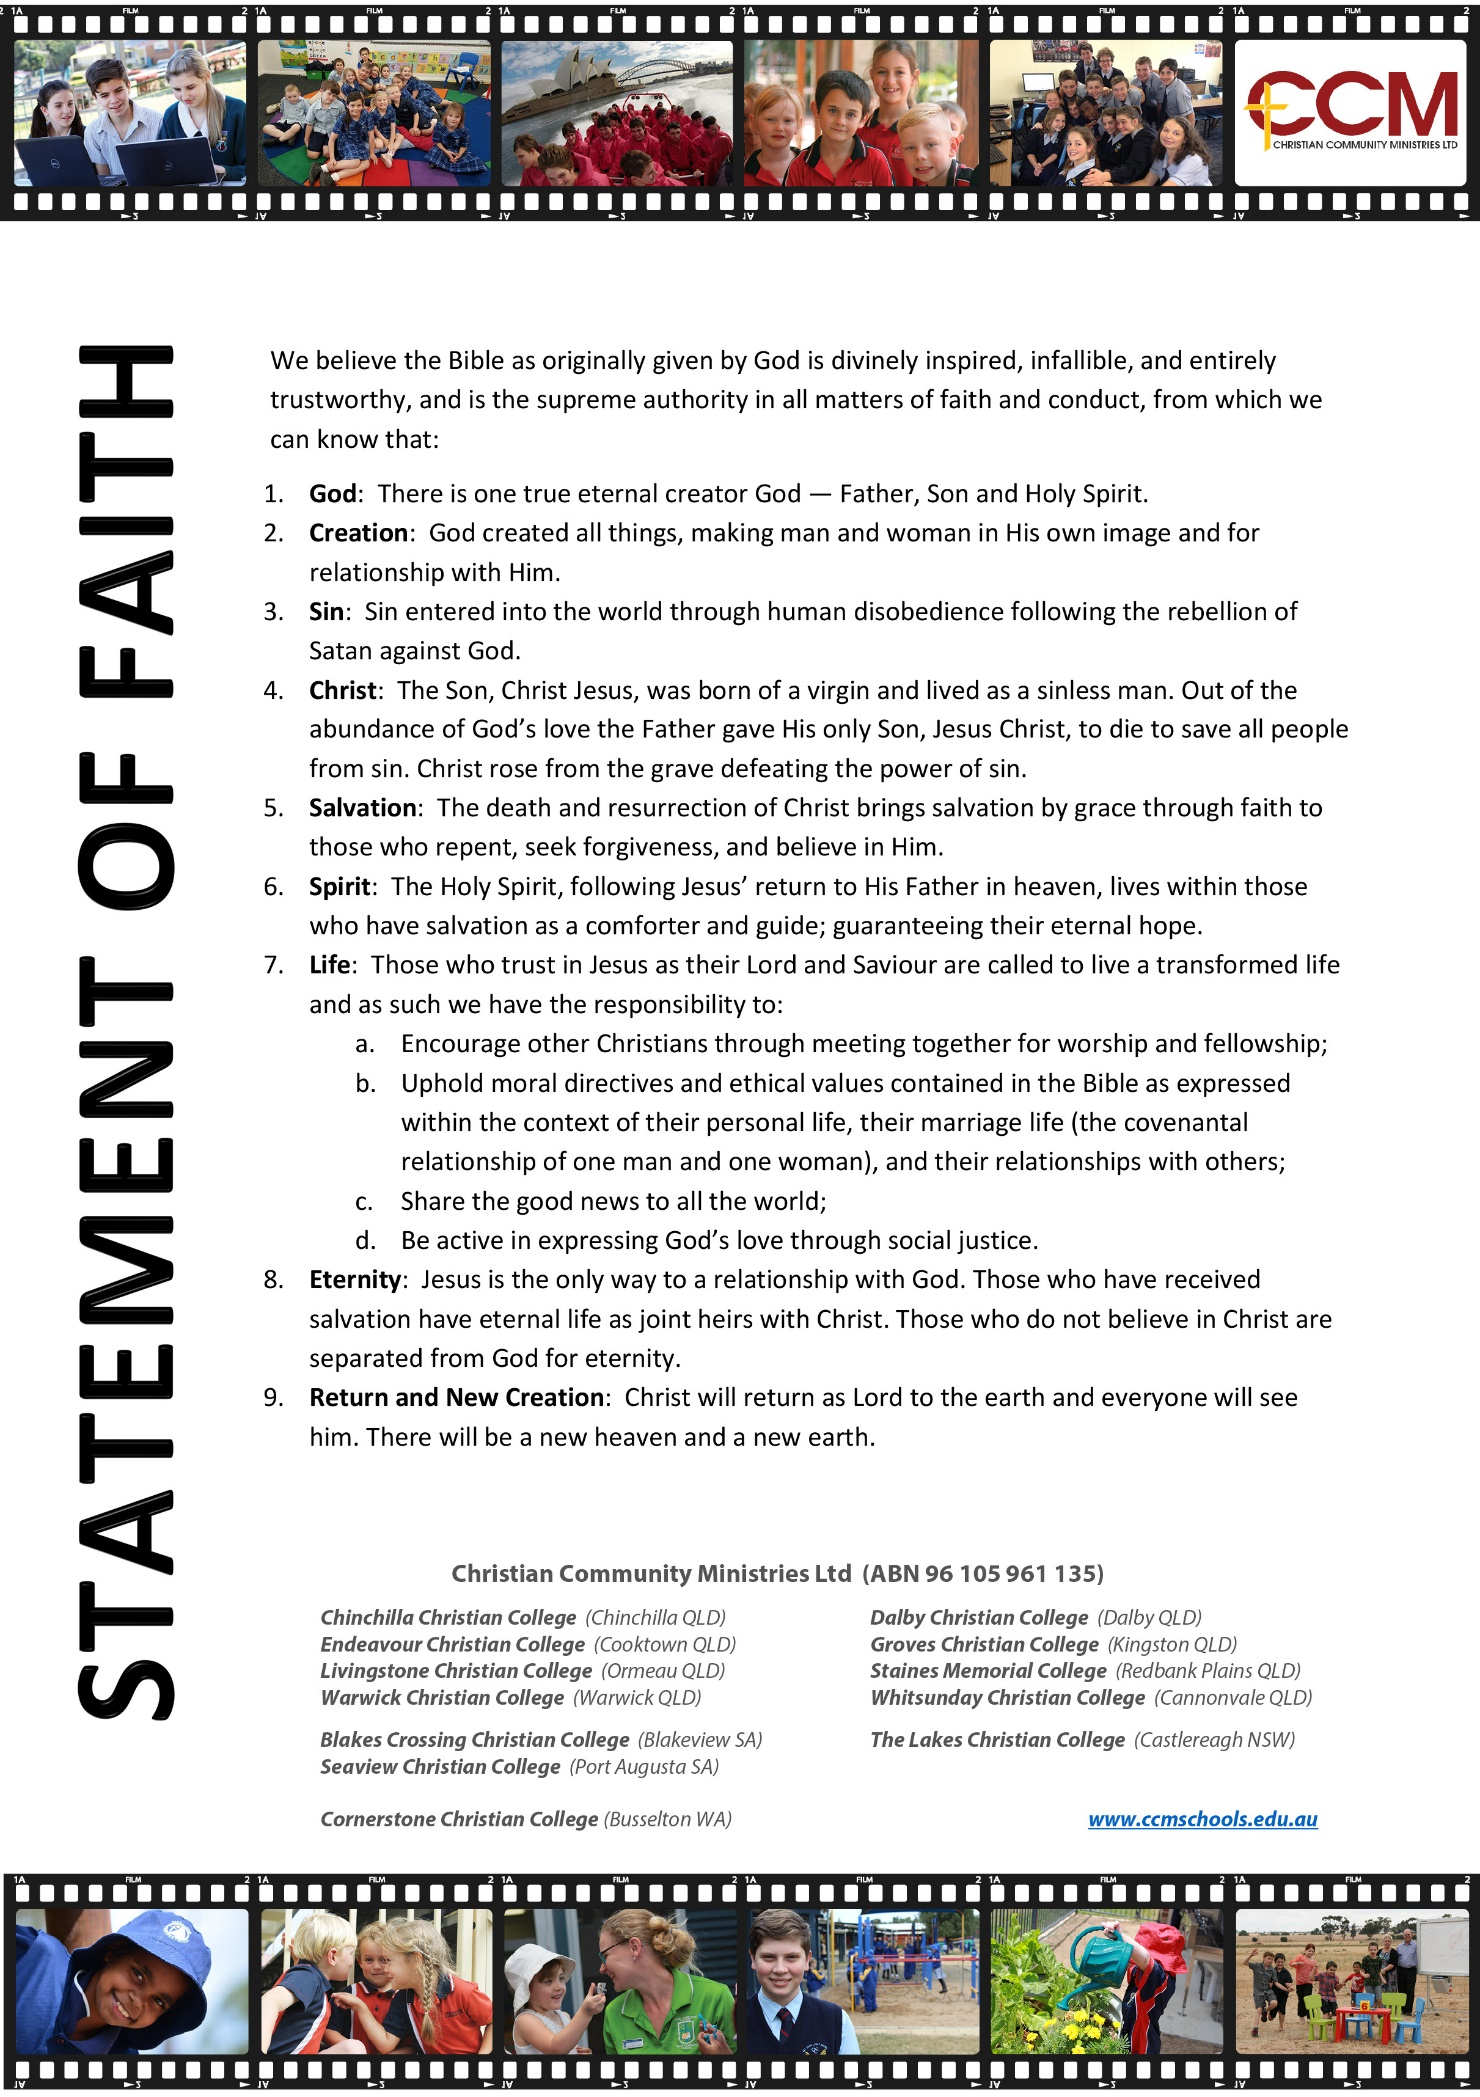 CCM
CHRISTIAN COMMUNITY MINISTRIES LTD
STATEMENT OF FAITH
We believe the Bible as originally given by God is divinely inspired, infallible, and entirely
trustworthy, and is the supreme authority in all matters of faith and conduct, from which we
can know that:
1. God: There is one true eternal creator God — Father, Son and Holy Spirit.
2. Creation: God created all things, making man and woman in His own image and for
relationship with Him.
3. Sin: Sin entered into the world through human disobedience following the rebellion of
Satan against God.
4. Christ: The Son, Christ Jesus, was born of a virgin and lived as a sinless man. Out of the
abundance of God’s love the Father gave His only Son, Jesus Christ, to die to save all people
from sin. Christ rose from the grave defeating the power of sin.
5. Salvation: The death and resurrection of Christ brings salvation by grace through faith to
those who repent, seek forgiveness, and believe in Him.
6. Spirit: The Holy Spirit, following Jesus’ return to His Father in heaven, lives within those
who have salvation as a comforter and guide; guaranteeing their eternal hope.
7. Life: Those who trust in Jesus as their Lord and Saviour are called to live a transformed life
and as such we have the responsibility to:
a. Encourage other Christians through meeting together for worship and fellowship;
b. Uphold moral directives and ethical values contained in the Bible as expressed
within the context of their personal life, their marriage life (the covenantal
relationship of one man and one woman), and their relationships with others;
c. Share the good news to all the world;
d. Be active in expressing God’s love through social justice.
8. Eternity: Jesus is the only way to a relationship with God. Those who have received
salvation have eternal life as joint heirs with Christ. Those who do not believe in Christ are
separated from God for eternity.
9. Return and New Creation: Christ will return as Lord to the earth and everyone will see
him. There will be a new heaven and a new earth.
Christian Community Ministries Ltd (ABN 96 105 961 135)
Chinchilla Christian College (Chinchilla QLD)
Dalby Christian College (Dalby QLD)
Endeavour Christian College (Cooktown QLD)
Groves Christian College (Kingston QLD)
Livingstone Christian College (Ormeau QLD)
Staines Memorial College (Redbank Plains QLD)
Warwick Christian College (Warwick QLD)
Whitsunday Christian College (Cannonvale QLD)
Blakes Crossing Christian College (Blakeview SA)
The Lakes Christian College (Castlereagh NSW)
Seaview Christian College (Port Augusta SA)
Cornerstone Christian College (Busselton WA)
www.ccmschools.edu.au